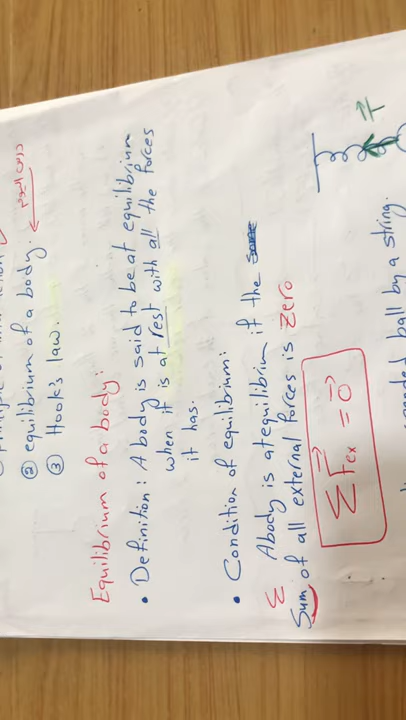 ② equilibrium of a body.
③ Hook's law.
درس اليوم
Equilibrium of a body:
• Definition: A body is said to be at equilibrium
when it is at rest with all the forces
it has.
• Condition of equilibrium:
A body is at equilibrium if the
Σ
Sum of all external forces is zero
ΣF⃗ex = 0⃗
T⃗
ball by a string.